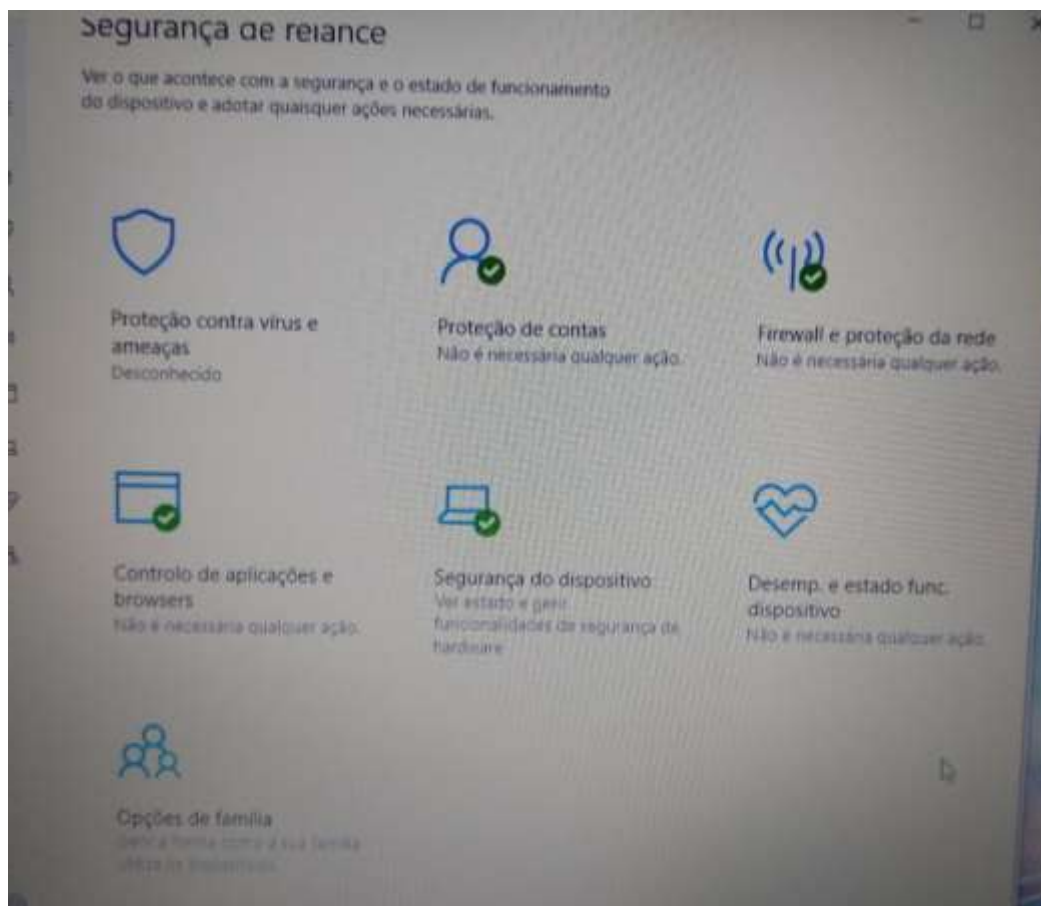 Segurança de relance
Ver o que acontece com a segurança e o estado de funcionamento
do dispositivo e adotar quaisquer ações necessárias.
Proteção contra vírus e
ameaças
Desconhecido
Proteção de contas
Não é necessária qualquer ação.
Firewall e proteção da rede
Não é necessária qualquer ação.
Controlo de aplicações e
browsers
Não é necessária qualquer ação.
Segurança do dispositivo
Ver estado e gerir
funcionalidades de segurança de
hardware
Desemp. e estado func.
dispositivo
Não é necessária qualquer ação.
Opções de família
a sua família